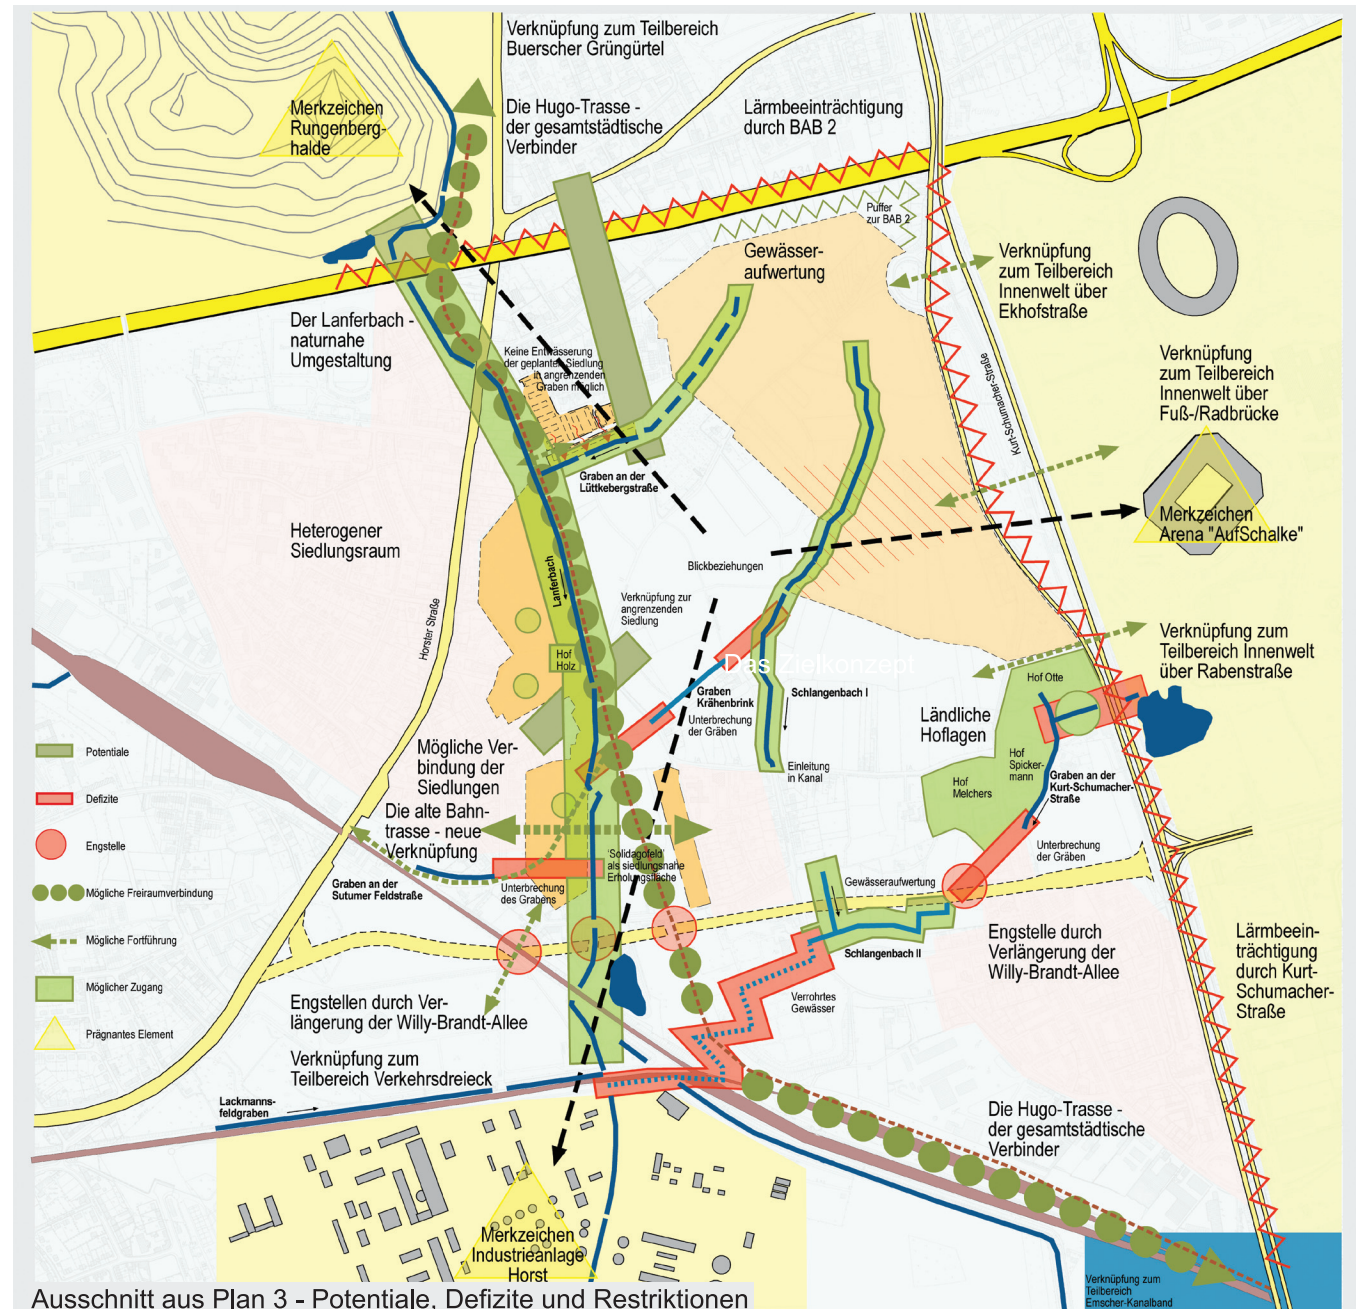 Verknüpfung zum Teilbereich
Buerscher Grüngürtel
Merkzeichen
Rungenberg-
halde
Die Hugo-Trasse -
der gesamtstädtische
Verbinder
Lärmbeeinträchtigung
durch BAB 2
Puffer
zur BAB 2
Gewässer-
aufwertung
Verknüpfung
zum Teilbereich
Innenwelt über
Ekhofstraße
Der Lanferbach -
naturnahe
Umgestaltung
Keine Entwässerung
der geplanten Siedlung
in angrenzenden
Graben möglich
Kurt-Schumacher-Straße
Verknüpfung
zum Teilbereich
Innenwelt über
Fuß-/Radbrücke
Graben an der
Lüttkebergstraße
Merkzeichen
Arena "AufSchalke"
Heterogener
Siedlungsraum
Blickbeziehungen
Lanferbach
Verknüpfung zur
angrenzenden
Siedlung
Horster Straße
Hof
Holz
Das Zielkonzept
Verknüpfung zum
Teilbereich Innenwelt
über Rabenstraße
Hof Otte
Graben
Krähenbrink
Unterbrechung
der Gräben
Schlangenbach I
Ländliche
Hoflagen
Hof
Spicker-
mann
Hof
Melchers
Graben an der
Kurt-Schumacher-
Straße
Einleitung
in Kanal
Mögliche Ver-
bindung der
Siedlungen
Die alte Bahn-
trasse - neue
Verknüpfung
Unterbrechung
der Gräben
Potentiale
Defizite
Engstelle
Mögliche Freiraumverbindung
Mögliche Fortführung
Möglicher Zugang
Prägnantes Element
'Solidagofeld'
als siedlungsnahe
Erholungsfläche
Graben an der
Sutumer Feldstraße
Unterbrechung
des Grabens
Gewässeraufwertung
Schlangenbach II
Engstelle durch
Verlängerung der
Willy-Brandt-Allee
Lärmbeein-
trächtigung
durch Kurt-
Schumacher-
Straße
Verrohrtes
Gewässer
Engstellen durch Ver-
längerung der Willy-Brandt-Allee
Verknüpfung zum
Teilbereich Verkehrsdreieck
Lackmanns-
feldgraben
Die Hugo-Trasse -
der gesamtstädtische
Verbinder
Merkzeichen
Industrieanlage
Horst
Verknüpfung zum
Teilbereich
Emscher-Kanalband
Ausschnitt aus Plan 3 - Potentiale, Defizite und Restriktionen